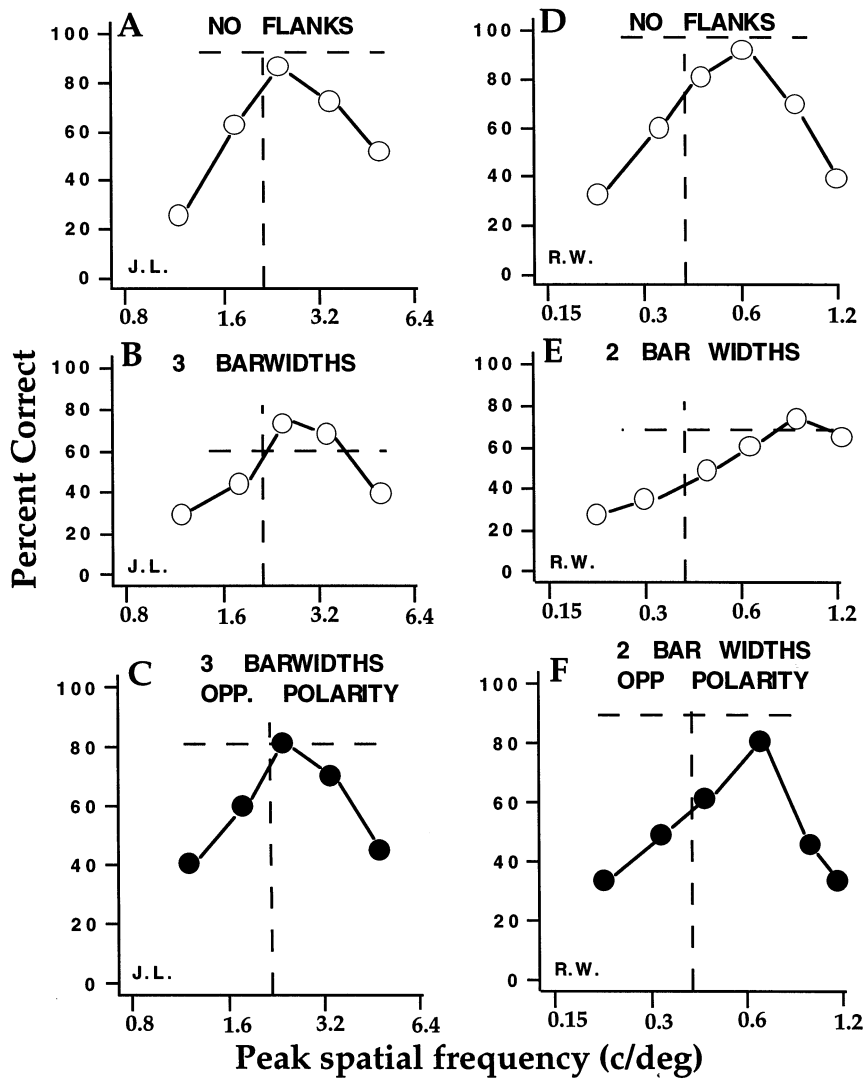 A
NO FLANKS
100
80
60
40
20
0
J.L.
0.8 1.6 3.2 6.4
D
NO FLANKS
100
80
60
40
20
0
R.W.
0.15 0.3 0.6 1.2
B
3 BARWIDTHS
100
80
60
40
20
0
J.L.
0.8 1.6 3.2 6.4
E
2 BAR WIDTHS
100
80
60
40
20
0
R.W.
0.15 0.3 0.6 1.2
Percent Correct
C
3 BARWIDTHS
OPP. POLARITY
100
80
60
40
20
0
J.L.
0.8 1.6 3.2 6.4
F
2 BAR WIDTHS
OPP POLARITY
100
80
60
40
20
0
R.W.
0.15 0.3 0.6 1.2
Peak spatial frequency (c/deg)